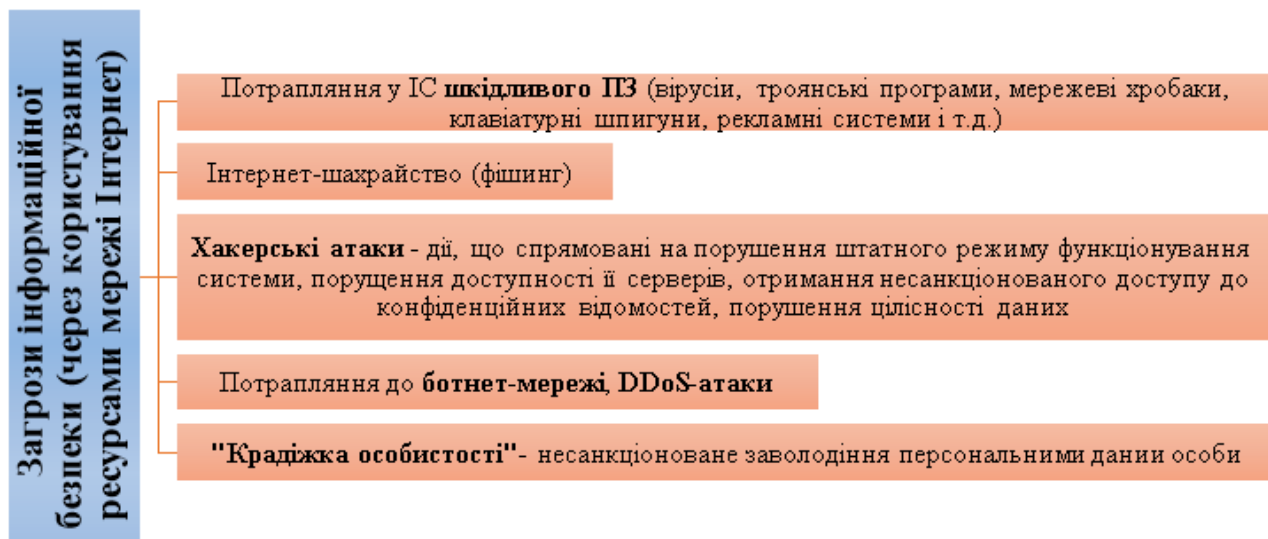 Загрози інформаційної
безпеки (через користування
ресурсами мережі Інтернет)
Потрапляння у ІС шкідливого ПЗ (вірусіи, троянські програми, мережеві хробаки,
клавіатурні шпигуни, рекламні системи і т.д.)
Інтернет-шахрайство (фішинг)
Хакерські атаки - дії, що спрямовані на порушення штатного режиму функціонування
системи, порущення доступності її серверів, отримання несанкціонованого доступу до
конфіденційних відомостей, порушення цілісності даних
Потрапляння до ботнет-мережі, DDoS-атаки
"Крадіжка особистості"- несанкціоноване заволодіння персональними дании особи